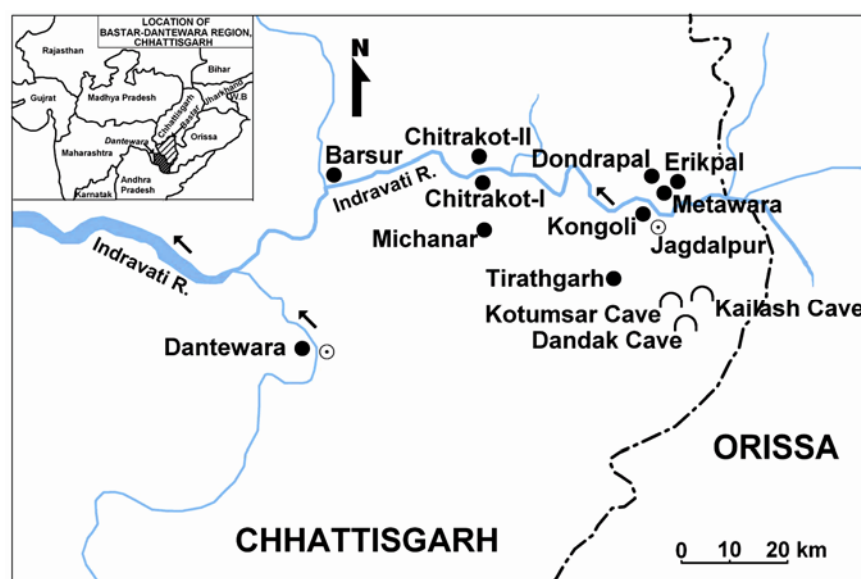 LOCATION OF
BASTAR-DANTEWARA REGION,
CHHATTISGARH
Rajasthan
Bihar
Jharkhand
W.B
Gujrat
Madhya Pradesh
Chhattisgarh
Bastar
Dantewara
Orissa
Maharashtra
Andhra
Pradesh
Karnatak
N
Chitrakot-II
Barsur
Dondrapal
Erikpal
Indravati R.
Chitrakot-I
Metawara
Kongoli
Michanar
Jagdalpur
Indravati R.
Tirathgarh
Kotumsar Cave
Kailash Cave
Dandak Cave
Dantewara
ORISSA
CHHATTISGARH
0 10 20 km